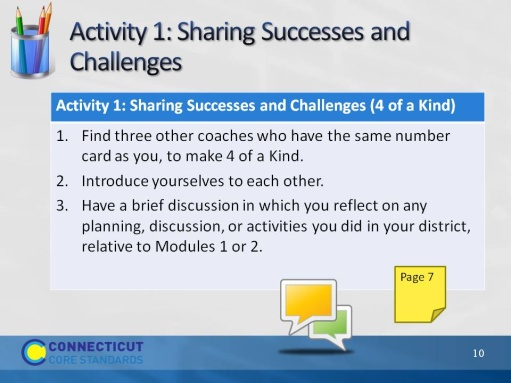 Activity 1: Sharing Successes and
Challenges
Activity 1: Sharing Successes and Challenges (4 of a Kind)
1. Find three other coaches who have the same number
card as you, to make 4 of a Kind.
2. Introduce yourselves to each other.
3. Have a brief discussion in which you reflect on any
planning, discussion, or activities you did in your district,
relative to Modules 1 or 2.
Page 7
CONNECTICUT
CORE STANDARDS
10